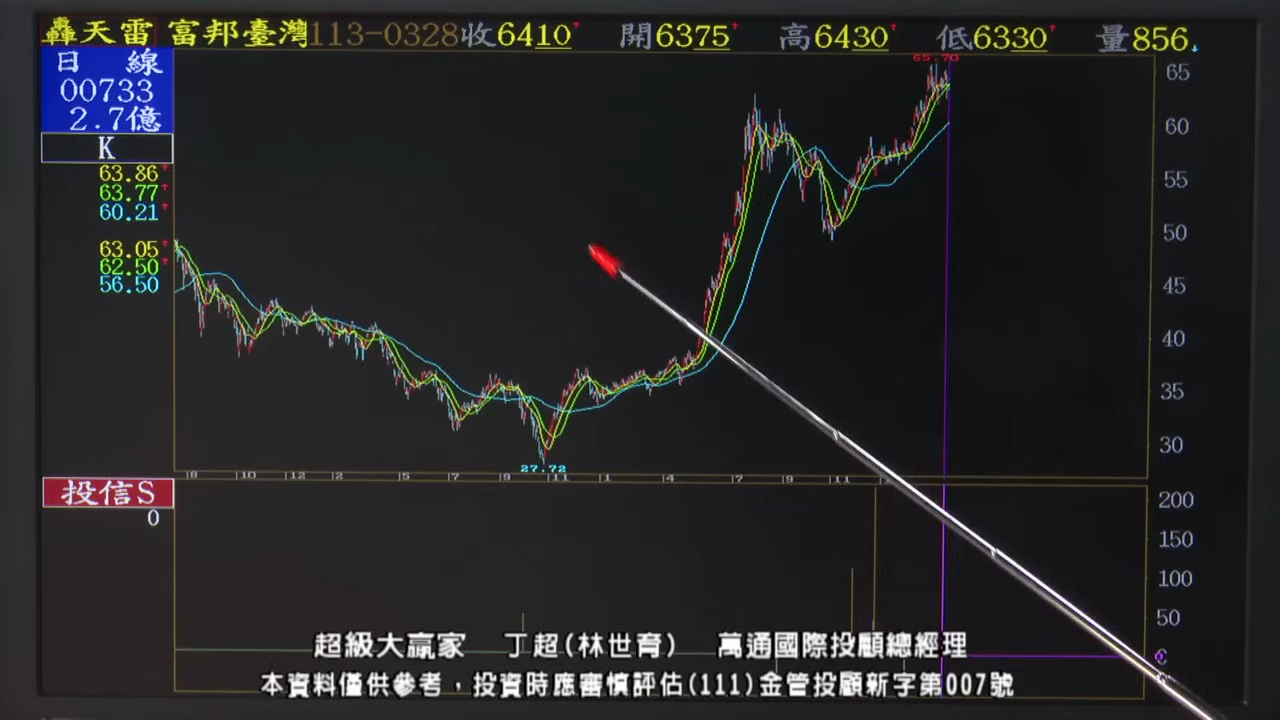 轟天雷 富邦臺灣113-0328收6410↑ 開6375↑ 高6430↑ 低6330↑ 量856↓
日 線
00733
2.7億
K
63.86↑
63.77↑
60.21↑
63.05↑
62.50↑
56.50
65.70
65
60
55
50
45
40
35
30
27.72
8 10 12 2 5 7 9 11 1 4 7 9 11
投信S
0
200
150
100
50
超級大贏家 丁超(林世育) 萬通國際投顧總經理
本資料僅供參考，投資時應審慎評估(111)金管投顧新字第007號